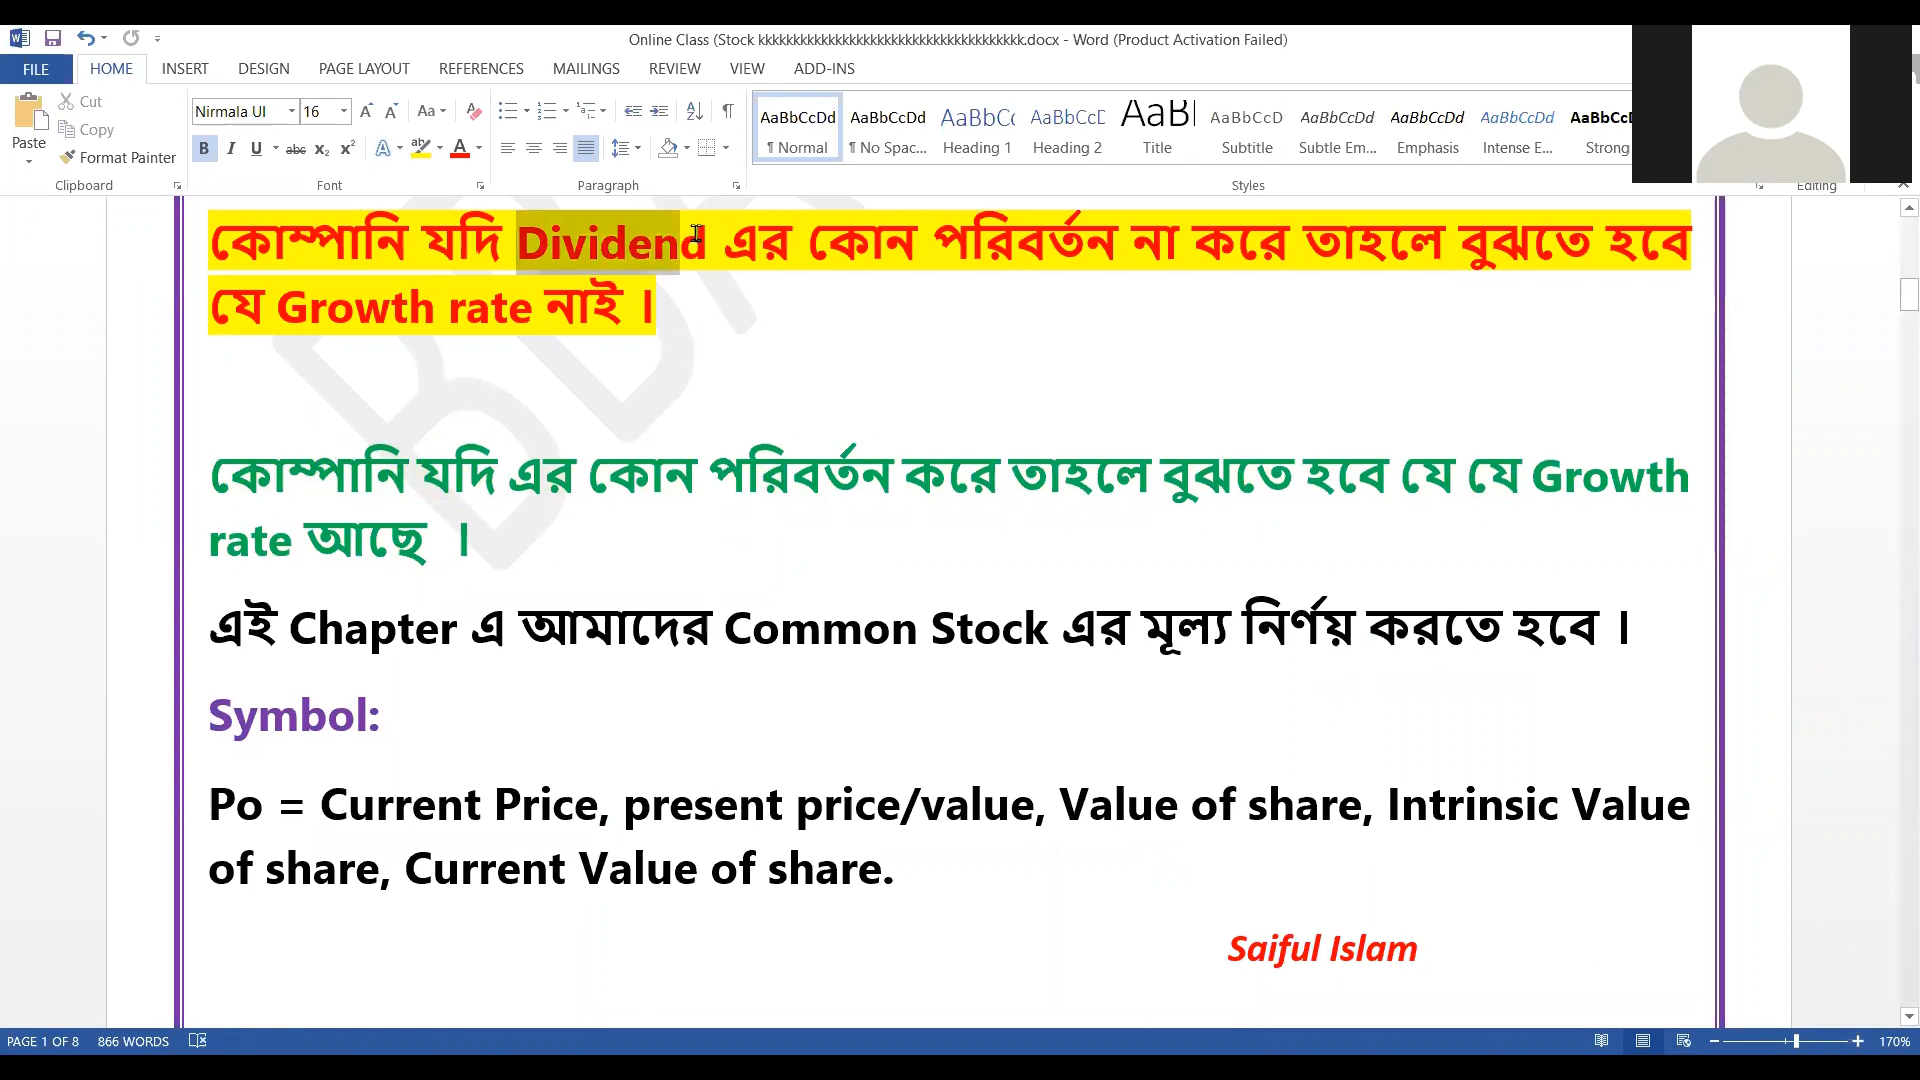 Online Class (Stock kkkkkkkkkkkkkkkkkkkkkkkkkkkkkkkkkkkkkk.docx - Word (Product Activation Failed)
FILE HOME INSERT DESIGN PAGE LAYOUT REFERENCES MAILINGS REVIEW VIEW ADD-INS
Cut
Copy
Paste
Format Painter
Nirmala UI 16
AaBbCcDd AaBbCcDd AaBbCc AaBbCcC AaB AaBbCcD AaBbCcDd AaBbCcDd AaBbCcDd AaBbCcD
¶ Normal ¶ No Spac... Heading 1 Heading 2 Title Subtitle Subtle Em... Emphasis Intense E... Strong
Clipboard Font Paragraph Styles Editing
কোম্পানি যদি Dividend এর কোন পরিবর্তন না করে তাহলে বুঝতে হবে
যে Growth rate নাই ।
কোম্পানি যদি এর কোন পরিবর্তন করে তাহলে বুঝতে হবে যে যে Growth
rate আছে ।
এই Chapter এ আমাদের Common Stock এর মূল্য নির্ণয় করতে হবে ।
Symbol:
Po = Current Price, present price/value, Value of share, Intrinsic Value
of share, Current Value of share.
Saiful Islam
PAGE 1 OF 8 866 WORDS 170%